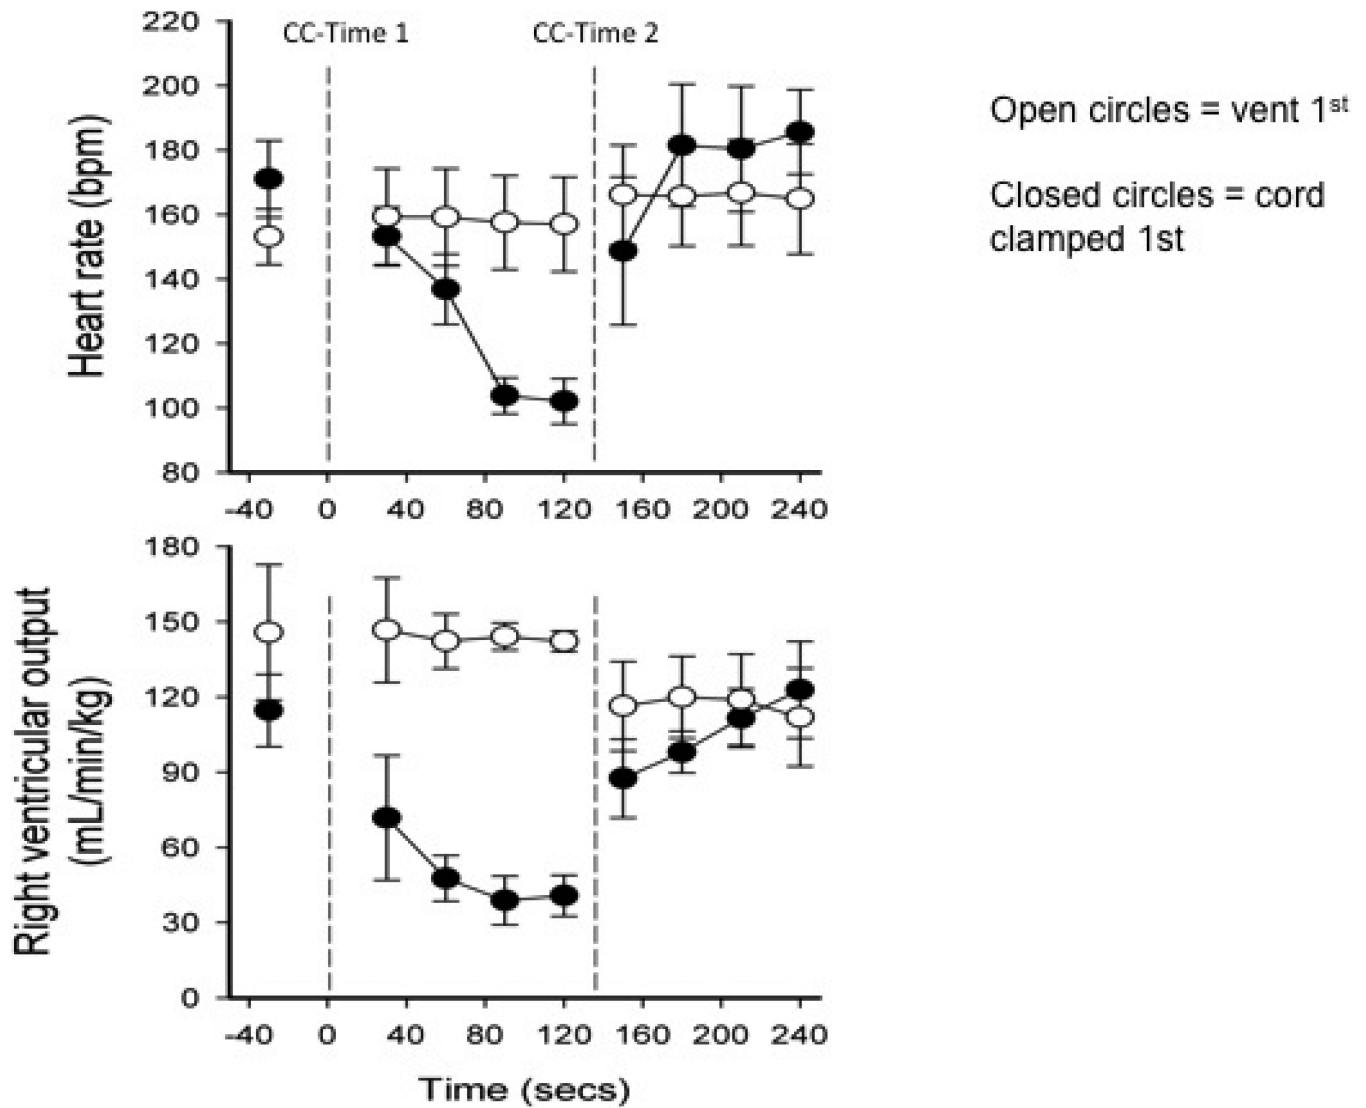 CC-Time 1 CC-Time 2
220
200
180
160
140
120
100
80
Heart rate (bpm)
-40 0 40 80 120 160 200 240
Open circles = vent 1st
Closed circles = cord
clamped 1st
180
150
120
90
60
30
0
Right ventricular output
(mL/min/kg)
-40 0 40 80 120 160 200 240
Time (secs)